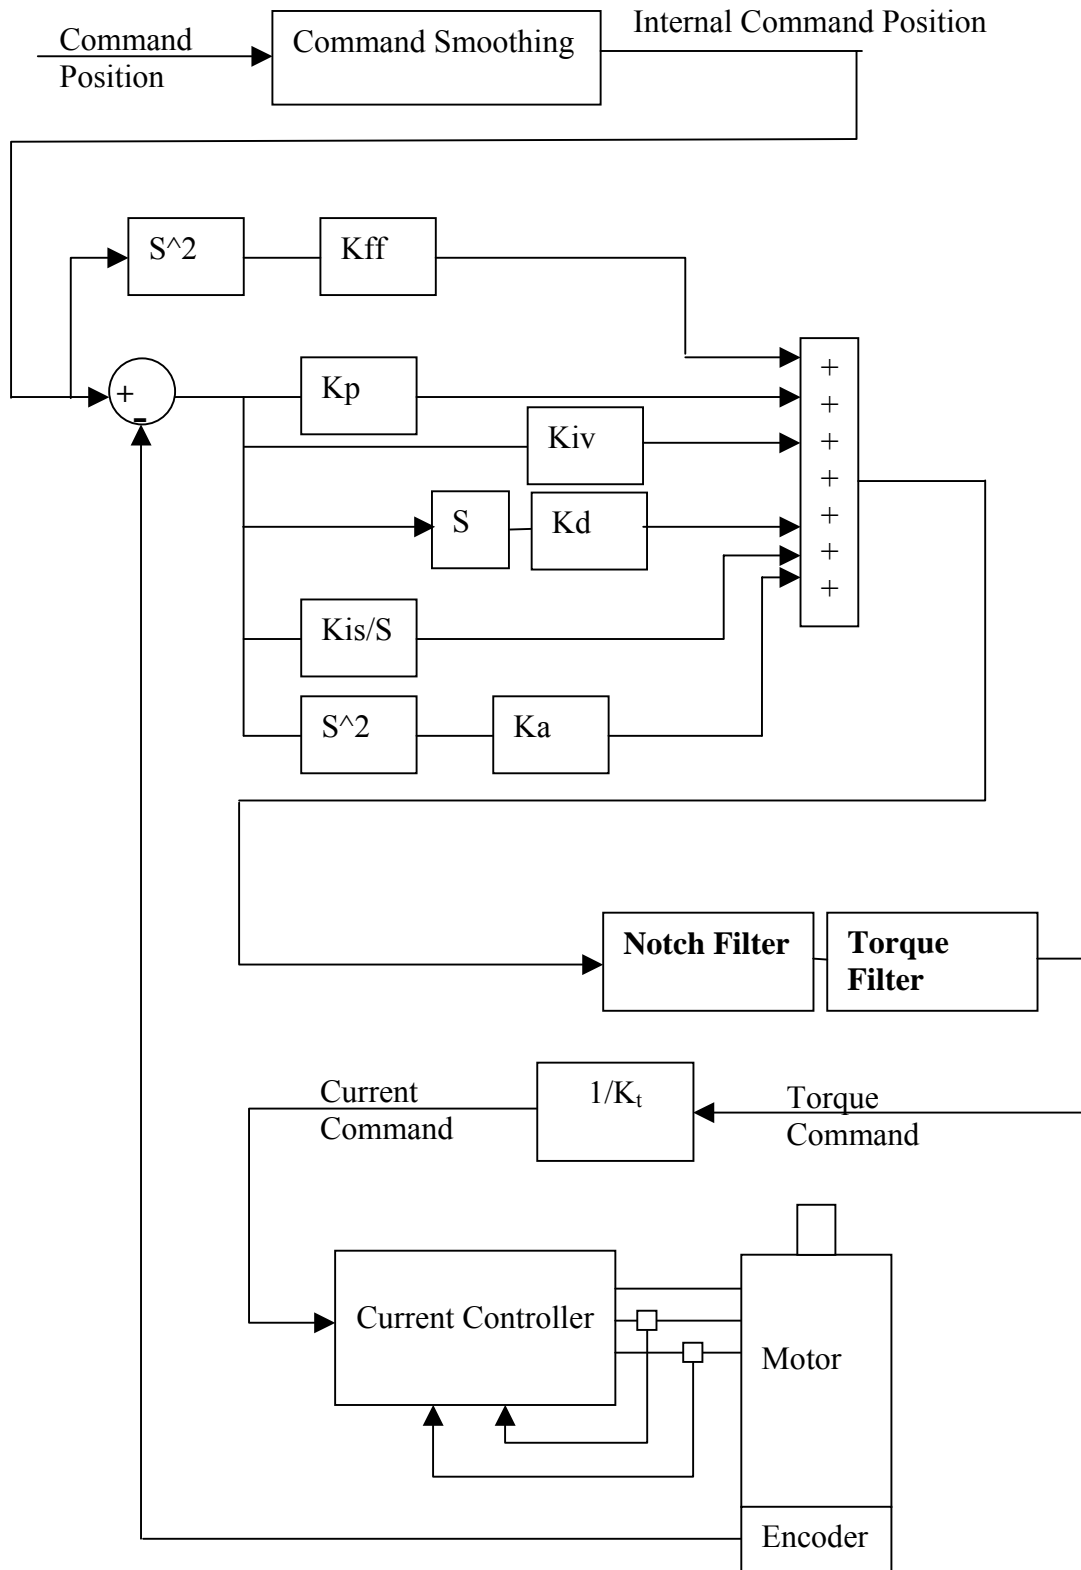 Internal Command Position
Command
Position
Command Smoothing
S^2
Kff
+
-
Kp
Kiv
S
Kd
Kis/S
S^2
Ka
+
+
+
+
+
+
+
Notch Filter
Torque
Filter
Current
Command
1/Kt
Torque
Command
Current Controller
Motor
Encoder